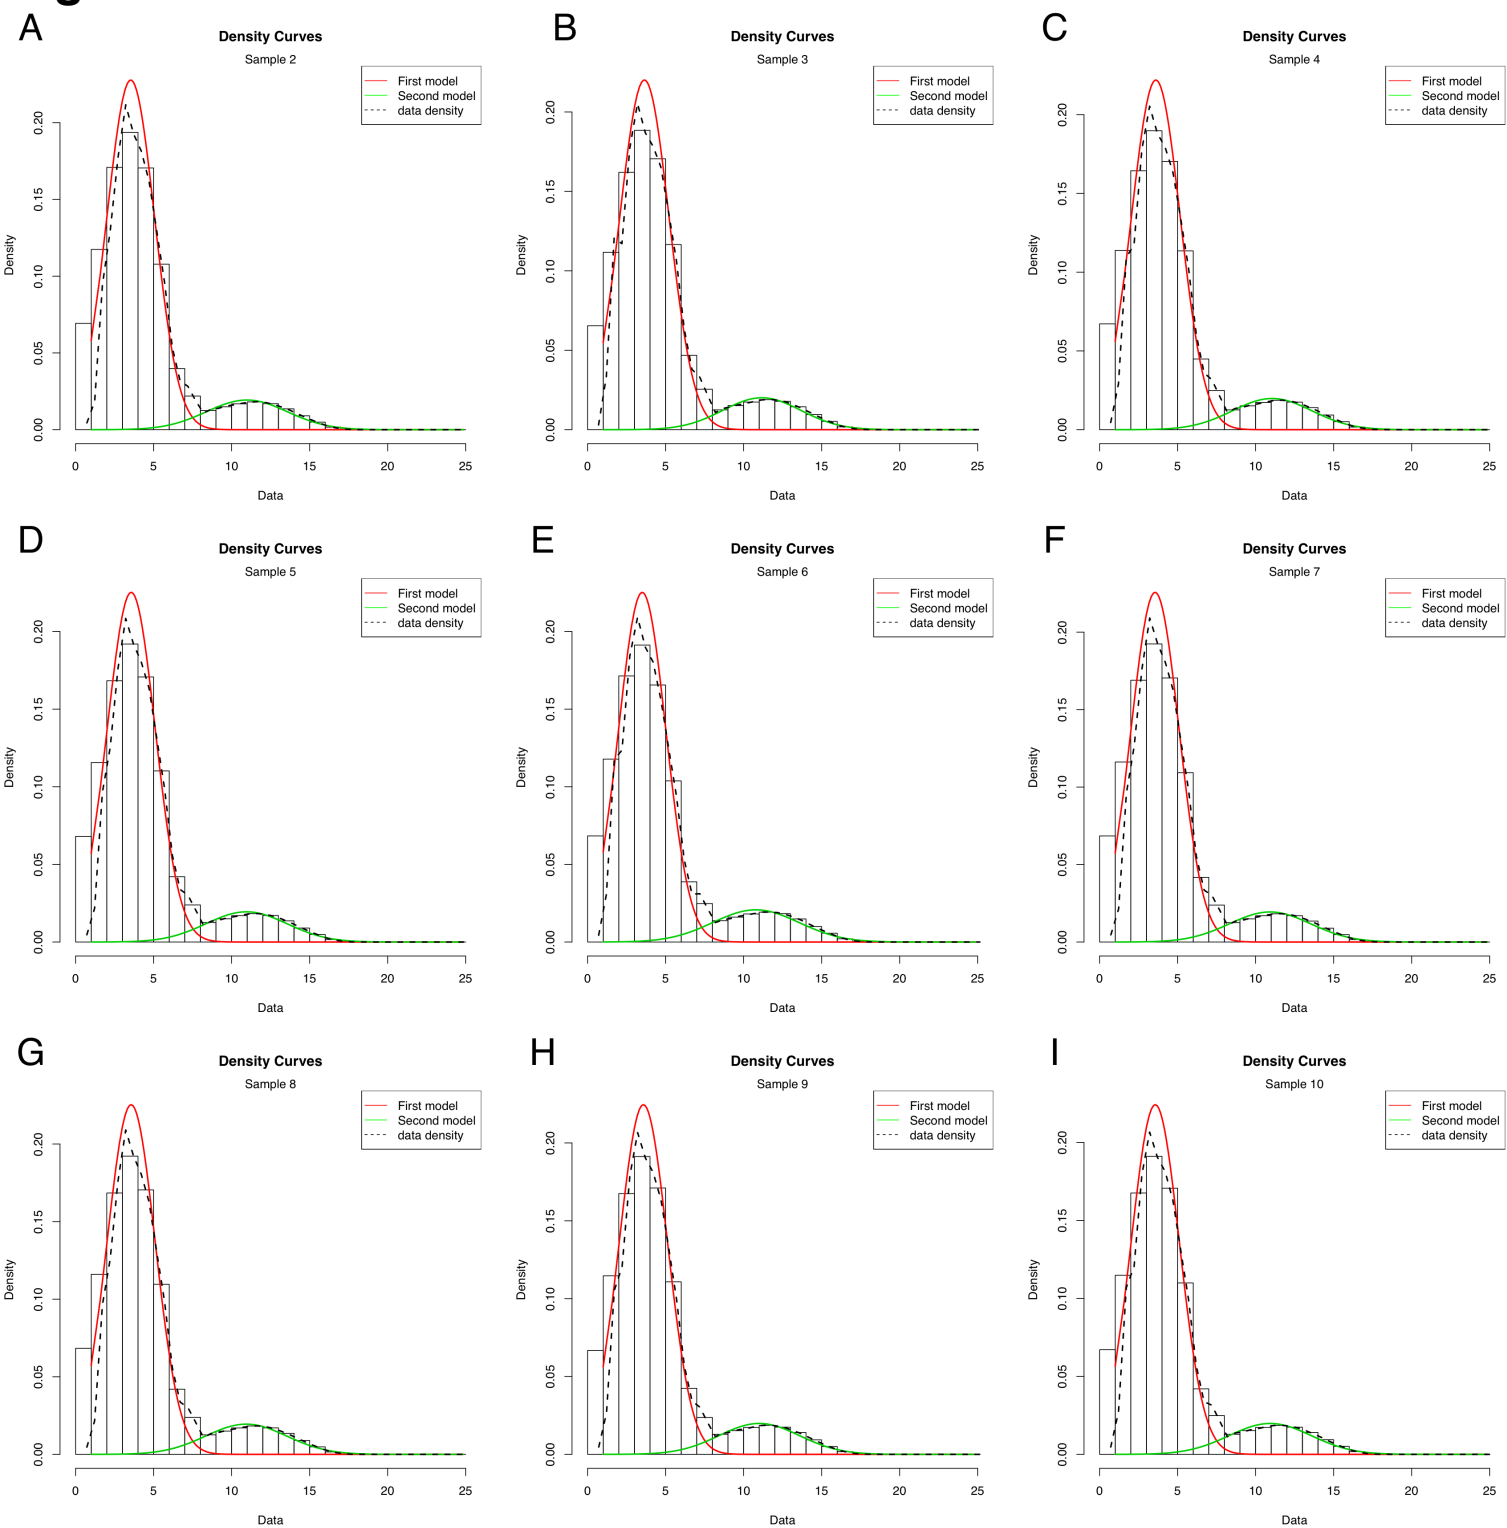 A
Density Curves
Sample 2
First model
Second model
data density
Density
0.00 0.05 0.10 0.15 0.20
0 5 10 15 20 25
Data
B
Density Curves
Sample 3
First model
Second model
data density
Density
0.00 0.05 0.10 0.15 0.20
0 5 10 15 20 25
Data
C
Density Curves
Sample 4
First model
Second model
data density
Density
0.00 0.05 0.10 0.15 0.20
0 5 10 15 20 25
Data
D
Density Curves
Sample 5
First model
Second model
data density
Density
0.00 0.05 0.10 0.15 0.20
0 5 10 15 20 25
Data
E
Density Curves
Sample 6
First model
Second model
data density
Density
0.00 0.05 0.10 0.15 0.20
0 5 10 15 20 25
Data
F
Density Curves
Sample 7
First model
Second model
data density
Density
0.00 0.05 0.10 0.15 0.20
0 5 10 15 20 25
Data
G
Density Curves
Sample 8
First model
Second model
data density
Density
0.00 0.05 0.10 0.15 0.20
0 5 10 15 20 25
Data
H
Density Curves
Sample 9
First model
Second model
data density
Density
0.00 0.05 0.10 0.15 0.20
0 5 10 15 20 25
Data
I
Density Curves
Sample 10
First model
Second model
data density
Density
0.00 0.05 0.10 0.15 0.20
0 5 10 15 20 25
Data